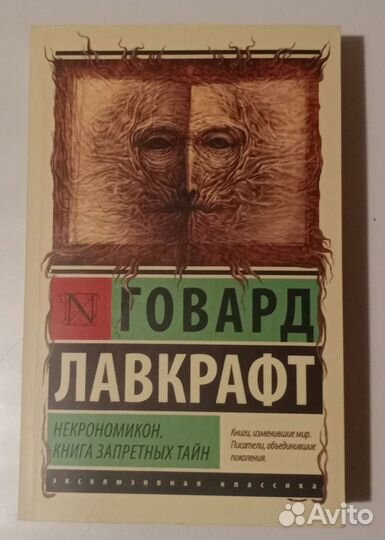 N
ГОВАРД
ЛАВКРАФТ
НЕКРОНОМИКОН.
КНИГА ЗАПРЕТНЫХ ТАЙН
Книги, изменившие мир.
Писатели, объединившие
поколения.
эксклюзивная классика
Avito